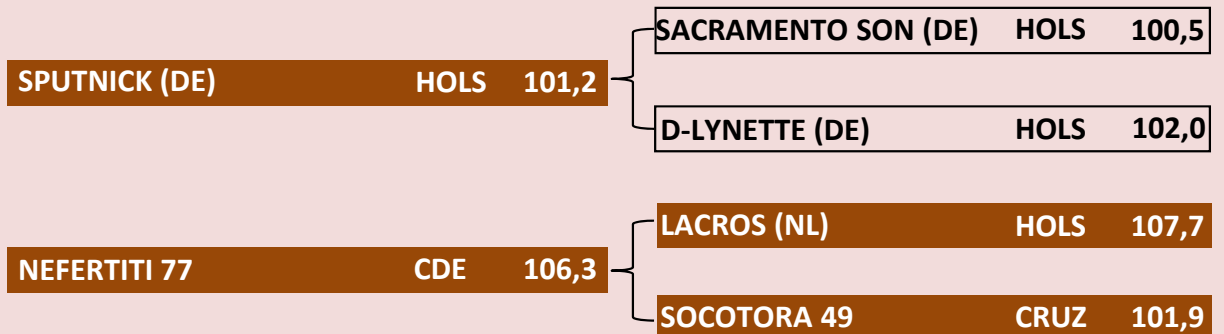 SACRAMENTO SON (DE) HOLS 100,5
SPUTNICK (DE) HOLS 101,2
D-LYNETTE (DE) HOLS 102,0
LACROS (NL) HOLS 107,7
NEFERTITI 77 CDE 106,3
SOCOTORA 49 CRUZ 101,9